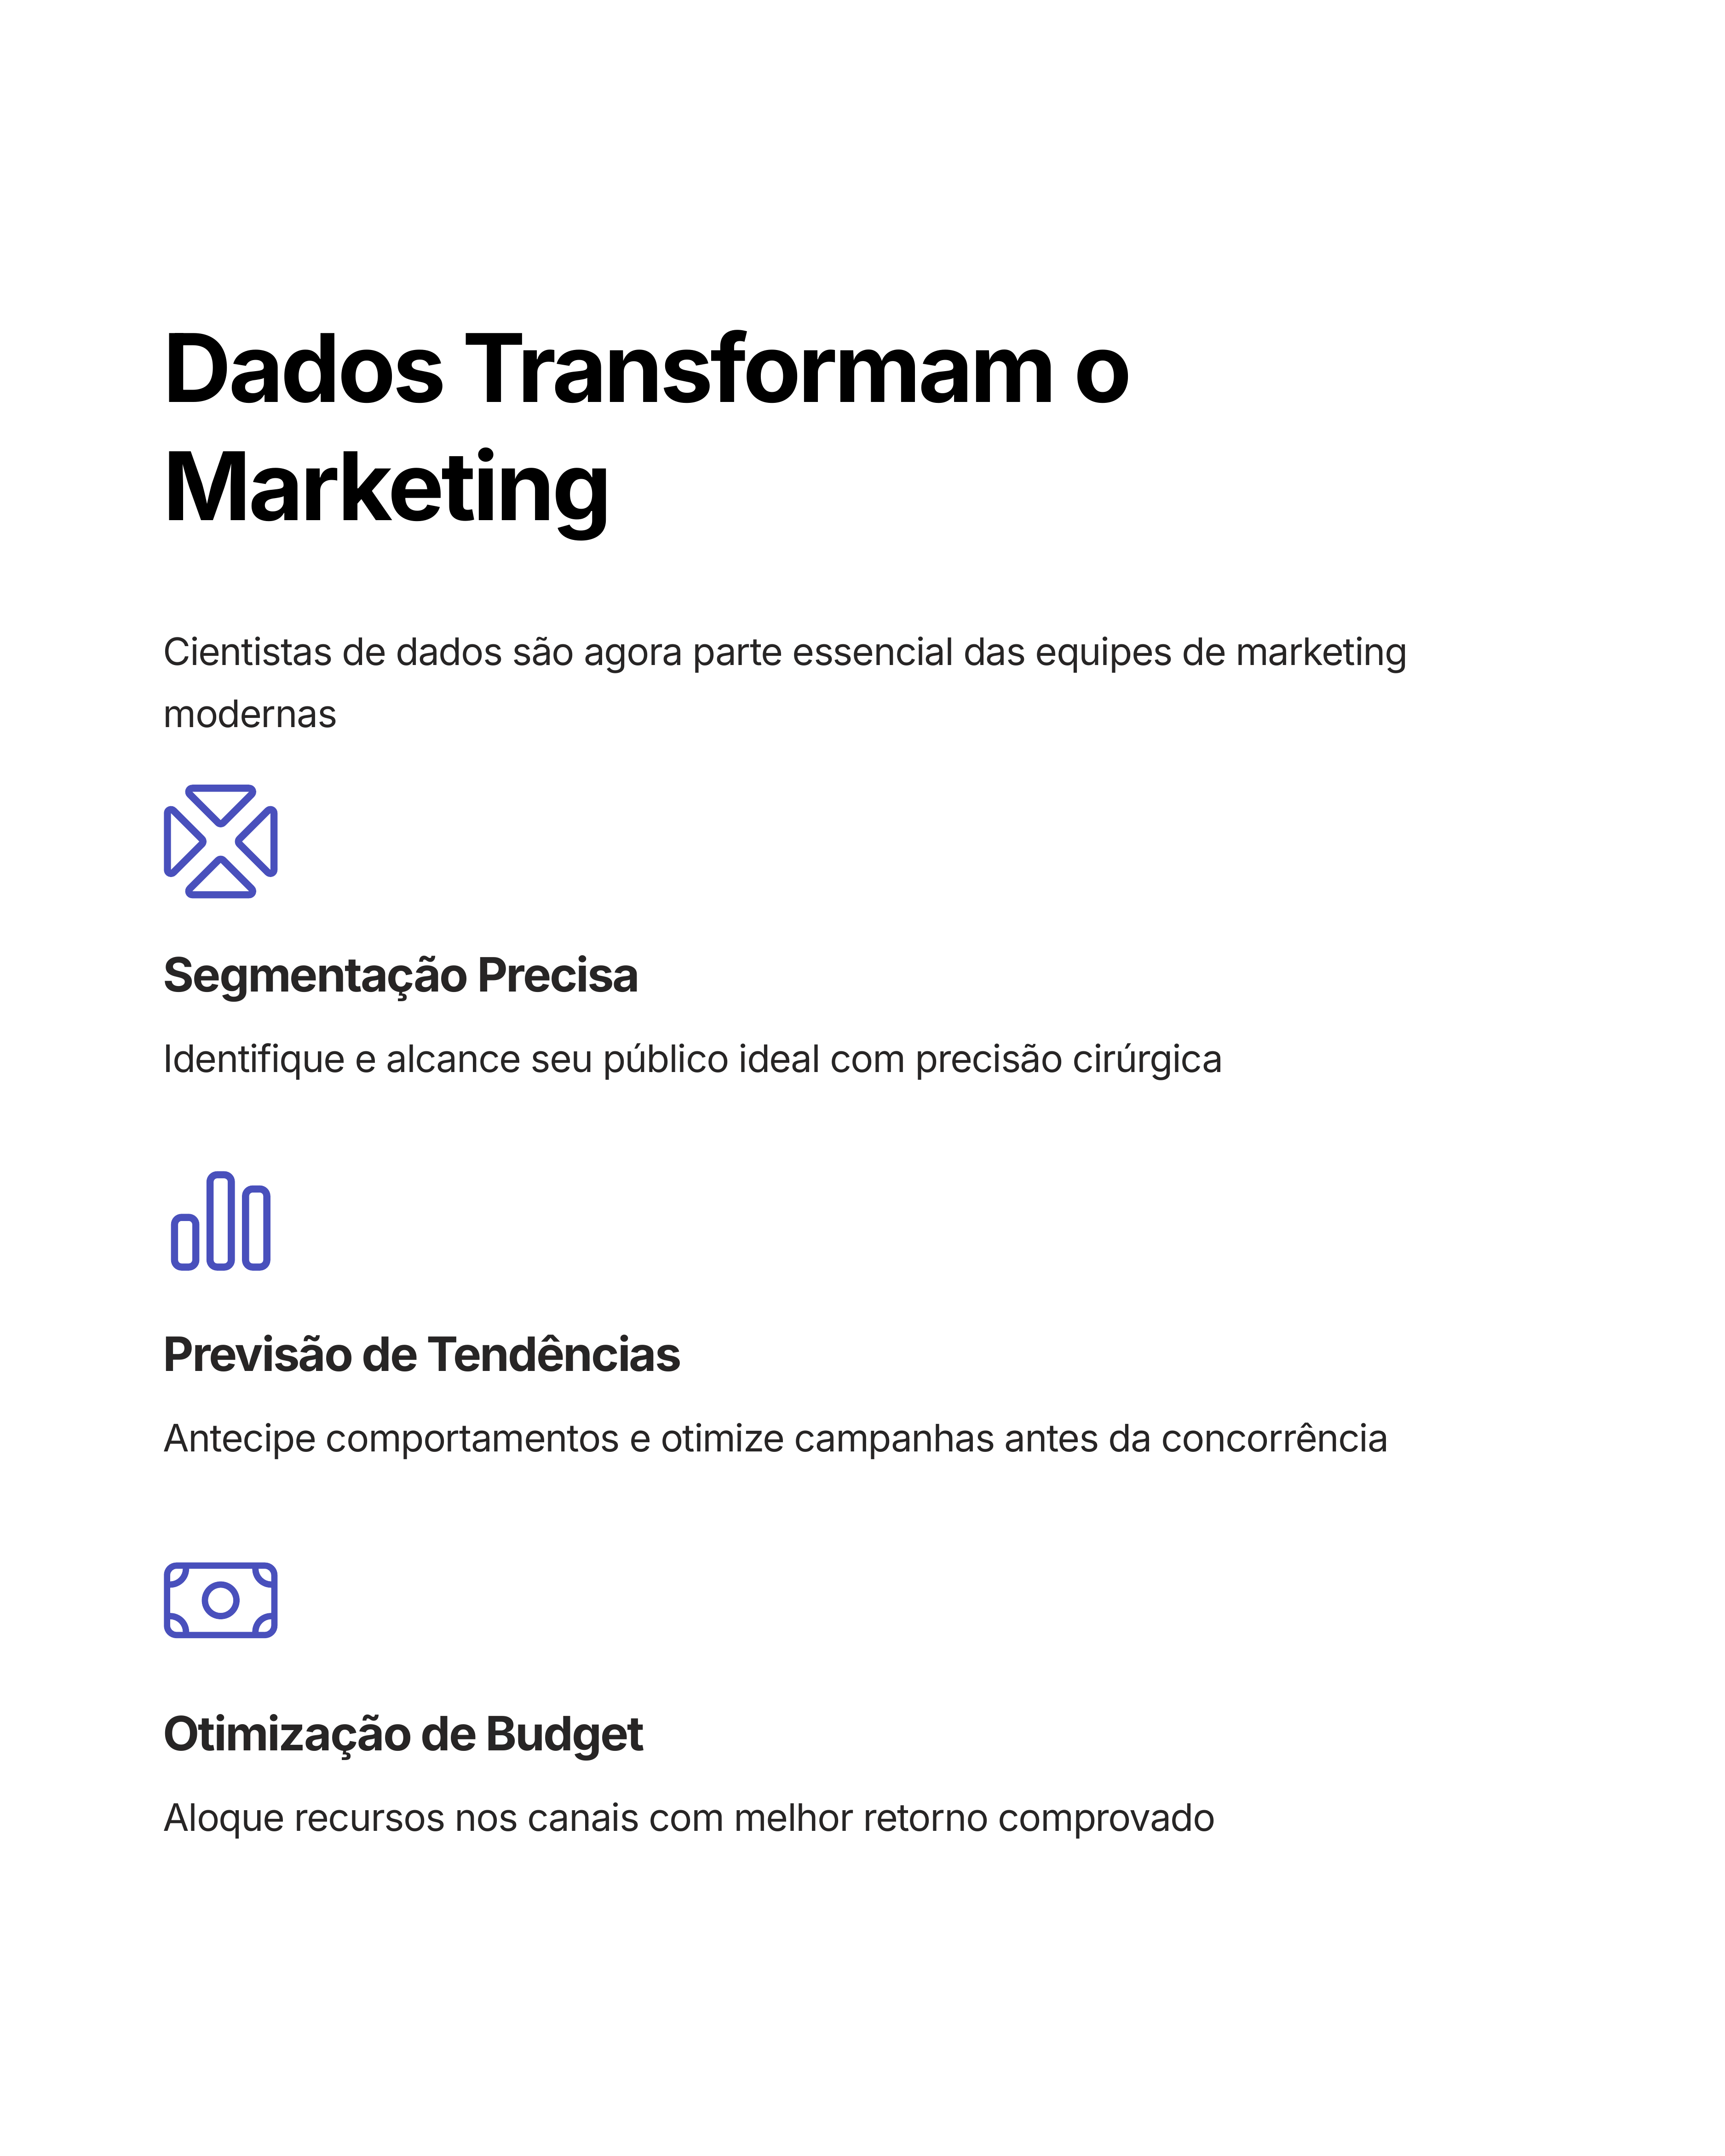 Dados Transformam o
Marketing
Cientistas de dados são agora parte essencial das equipes de marketing
modernas
Segmentação Precisa
Identifique e alcance seu público ideal com precisão cirúrgica
Previsão de Tendências
Antecipe comportamentos e otimize campanhas antes da concorrência
Otimização de Budget
Aloque recursos nos canais com melhor retorno comprovado